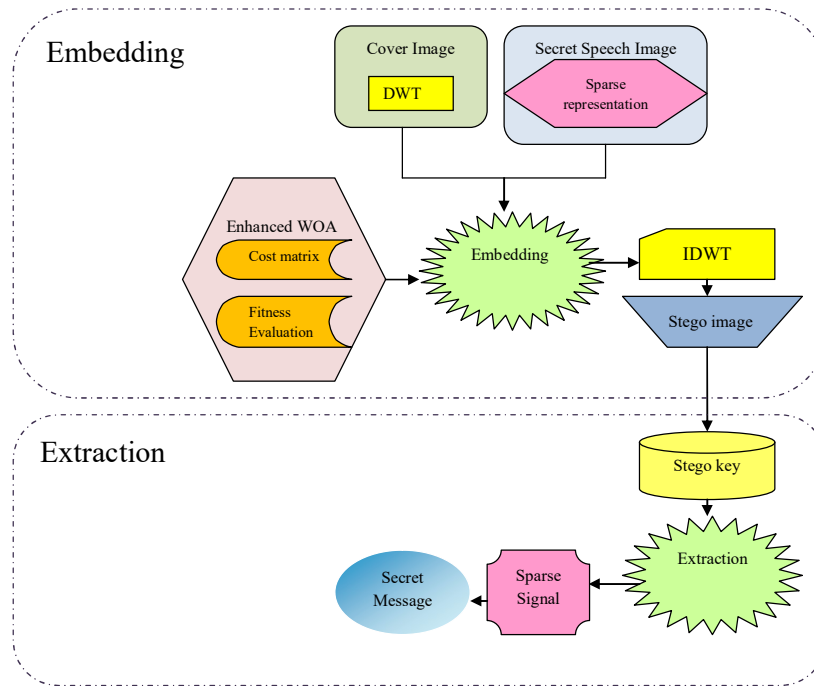 Embedding
Cover Image
DWT
Secret Speech Image
Sparse
representation
Enhanced WOA
Cost matrix
Fitness
Evaluation
Embedding
IDWT
Stego image
Extraction
Stego key
Extraction
Sparse
Signal
Secret
Message